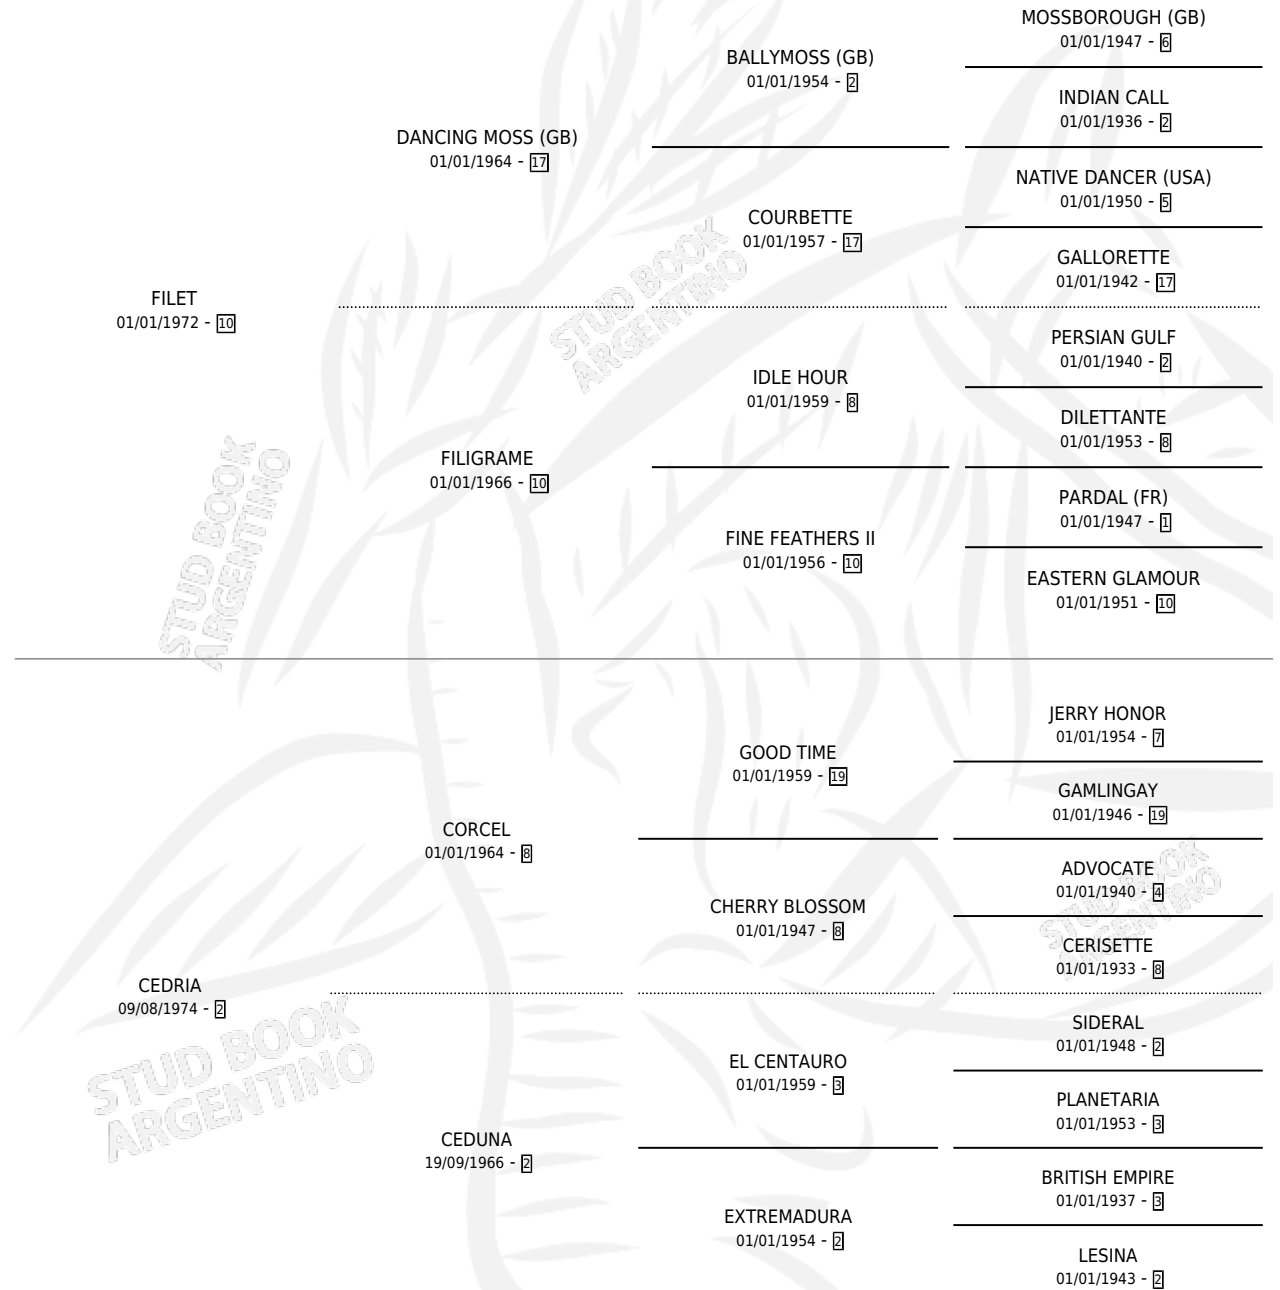 MOSSBOROUGH (GB)
01/01/1947 - 6
BALLYMOSS (GB)
01/01/1954 - 2
INDIAN CALL
01/01/1936 - 2
DANCING MOSS (GB)
01/01/1964 - 17
NATIVE DANCER (USA)
01/01/1950 - 5
COURBETTE
01/01/1957 - 17
GALLORETTE
01/01/1942 - 17
FILET
01/01/1972 - 10
STUD BOOK
ARGENTINO
PERSIAN GULF
01/01/1940 - 2
IDLE HOUR
01/01/1959 - 8
DILETTANTE
01/01/1953 - 8
FILIGRAME
01/01/1966 - 10
PARDAL (FR)
01/01/1947 - 1
FINE FEATHERS II
01/01/1956 - 10
EASTERN GLAMOUR
01/01/1951 - 10
STUD BOOK
ARGENTINO
JERRY HONOR
01/01/1954 - 7
GOOD TIME
01/01/1959 - 19
GAMLINGAY
01/01/1946 - 19
CORCEL
01/01/1964 - 8
ADVOCATE
01/01/1940 - 4
CHERRY BLOSSOM
01/01/1947 - 8
CERISETTE
01/01/1933 - 8
STUD BOOK
ARGENTINO
CEDRIA
09/08/1974 - 2
SIDERAL
01/01/1948 - 2
EL CENTAURO
01/01/1959 - 3
PLANETARIA
01/01/1953 - 3
STUD BOOK
ARGENTINO
CEDUNA
19/09/1966 - 2
BRITISH EMPIRE
01/01/1937 - 3
EXTREMADURA
01/01/1954 - 2
LESINA
01/01/1943 - 2